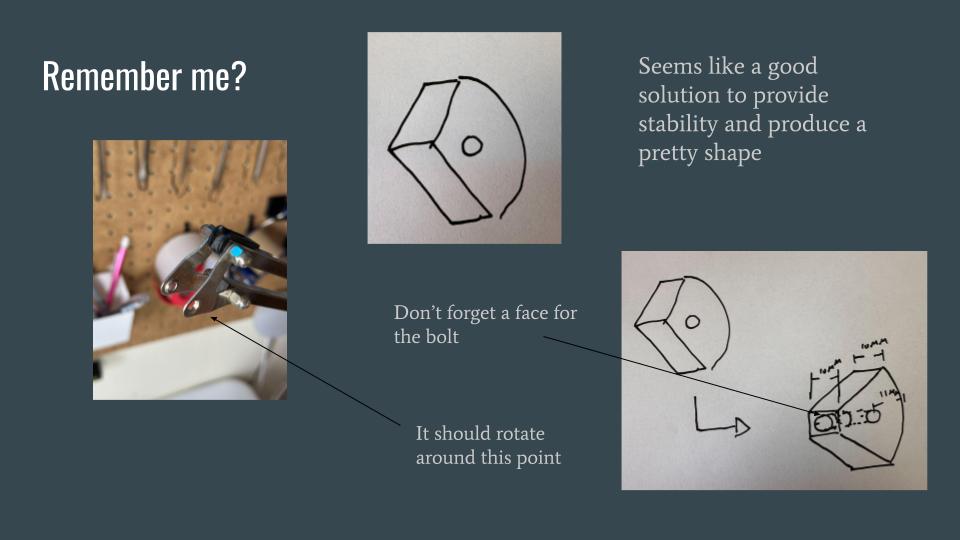 Remember me?
Seems like a good
solution to provide
stability and produce a
pretty shape
Don’t forget a face for
the bolt
It should rotate
around this point
10MM
10MM